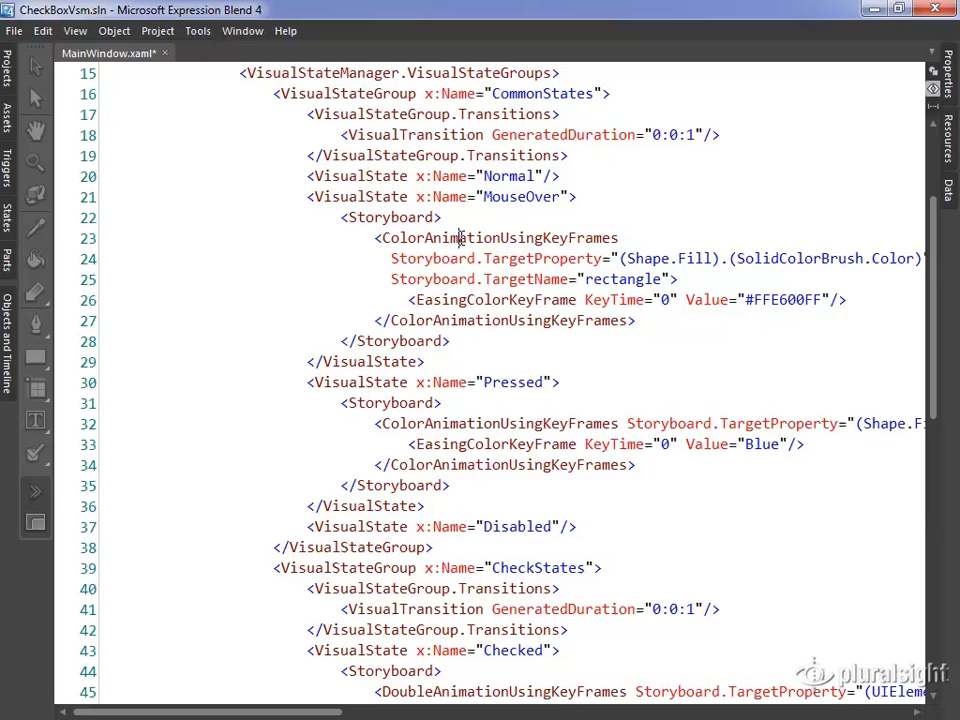 CheckBoxVsm.sln - Microsoft Expression Blend 4
File Edit View Object Project Tools Window Help
MainWindow.xaml*
Projects
Assets
Triggers
States
Parts
Objects and Timeline
15 <VisualStateManager.VisualStateGroups>
16 <VisualStateGroup x:Name="CommonStates">
17 <VisualStateGroup.Transitions>
18 <VisualTransition GeneratedDuration="0:0:1"/>
19 </VisualStateGroup.Transitions>
20 <VisualState x:Name="Normal"/>
21 <VisualState x:Name="MouseOver">
22 <Storyboard>
23 <ColorAnimationUsingKeyFrames
24 Storyboard.TargetProperty="(Shape.Fill).(SolidColorBrush.Color)"
25 Storyboard.TargetName="rectangle">
26 <EasingColorKeyFrame KeyTime="0" Value="#FFE600FF"/>
27 </ColorAnimationUsingKeyFrames>
28 </Storyboard>
29 </VisualState>
30 <VisualState x:Name="Pressed">
31 <Storyboard>
32 <ColorAnimationUsingKeyFrames Storyboard.TargetProperty="(Shape.F
33 <EasingColorKeyFrame KeyTime="0" Value="Blue"/>
34 </ColorAnimationUsingKeyFrames>
35 </Storyboard>
36 </VisualState>
37 <VisualState x:Name="Disabled"/>
38 </VisualStateGroup>
39 <VisualStateGroup x:Name="CheckStates">
40 <VisualStateGroup.Transitions>
41 <VisualTransition GeneratedDuration="0:0:1"/>
42 </VisualStateGroup.Transitions>
43 <VisualState x:Name="Checked">
44 <Storyboard>
45 <DoubleAnimationUsingKeyFrames Storyboard.TargetProperty="(UIElem
Properties
Resources
Data
pluralsight